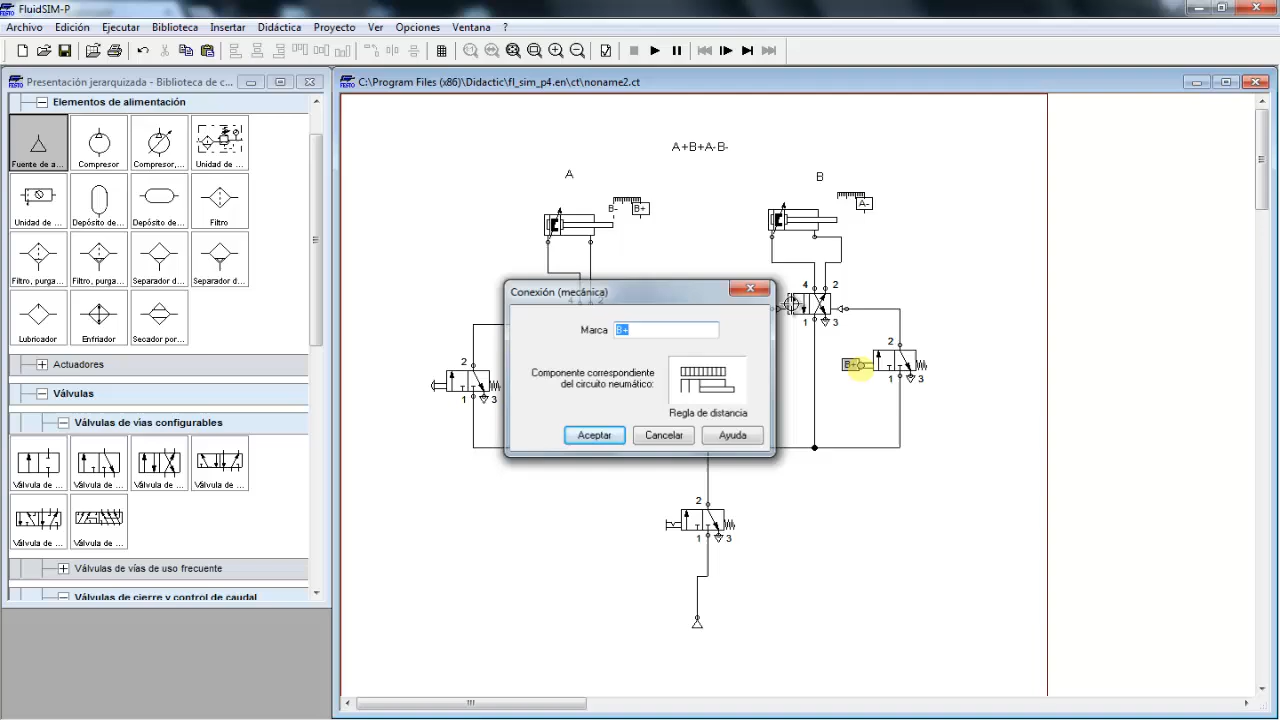 FluidSIM-P
Archivo Edición Ejecutar Biblioteca Insertar Didáctica Proyecto Ver Opciones Ventana ?
Presentación jerarquizada - Biblioteca de c...
Elementos de alimentación
Fuente de a... Compresor Compresor,... Unidad de ...
Unidad de ... Depósito de ... Depósito de ... Filtro
Filtro, purga... Filtro, purga... Separador d... Separador d...
Lubricador Enfriador Secador por...
Actuadores
Válvulas
Válvulas de vías configurables
Válvula de ... Válvula de ... Válvula de ... Válvula de ...
Válvula de ... Válvula de ...
Válvulas de vías de uso frecuente
Válvulas de cierre y control de caudal
C:\Program Files (x86)\Didactic\fl_sim_p4.en\ct\noname2.ct
A+B+A-B-
A
B
B- B+
A-
4 2
1 3
2
B+
1 3
2
1 3
2
1 3
Conexión (mecánica)
Marca B+
Componente correspondiente
del circuito neumático:
Regla de distancia
Aceptar Cancelar Ayuda